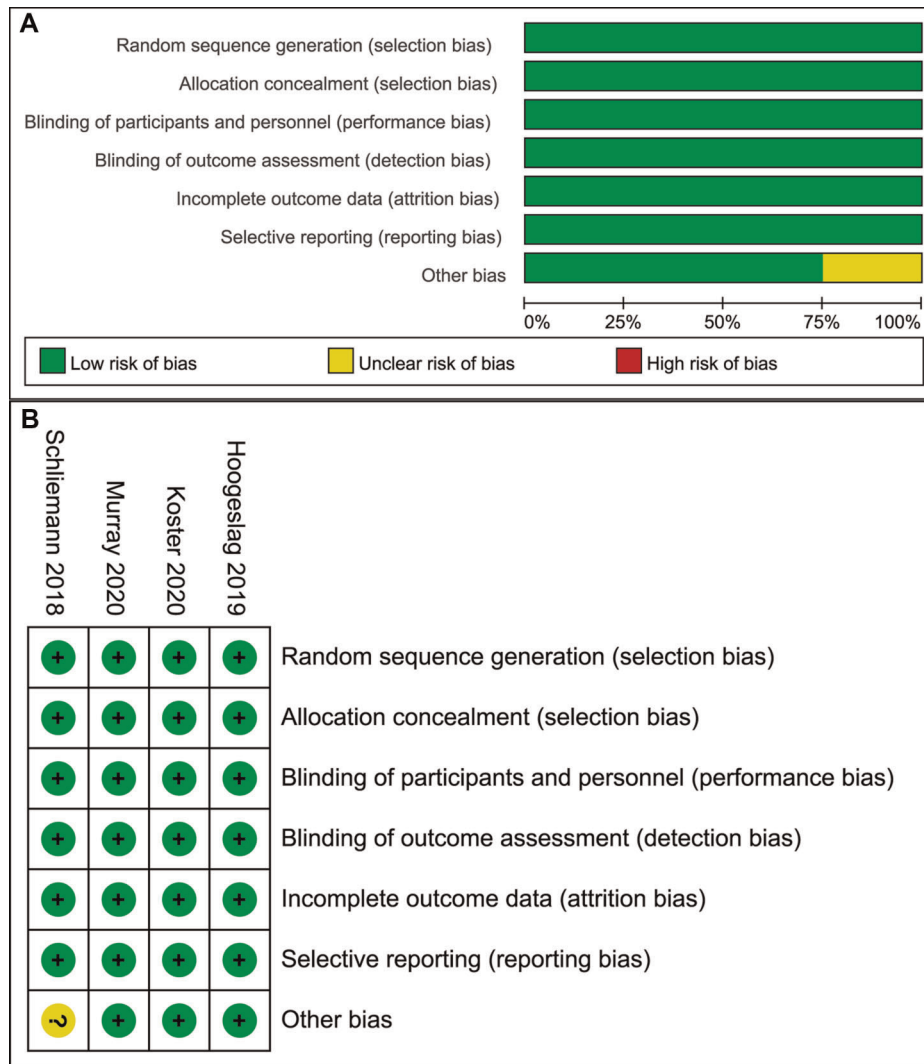 A
Random sequence generation (selection bias)
Allocation concealment (selection bias)
Blinding of participants and personnel (performance bias)
Blinding of outcome assessment (detection bias)
Incomplete outcome data (attrition bias)
Selective reporting (reporting bias)
Other bias
0% 25% 50% 75% 100%
Low risk of bias Unclear risk of bias High risk of bias
B
Schliemann 2018
Murray 2020
Koster 2020
Hoogeslag 2019
+ + + + Random sequence generation (selection bias)
+ + + + Allocation concealment (selection bias)
+ + + + Blinding of participants and personnel (performance bias)
+ + + + Blinding of outcome assessment (detection bias)
+ + + + Incomplete outcome data (attrition bias)
+ + + + Selective reporting (reporting bias)
? + + + Other bias